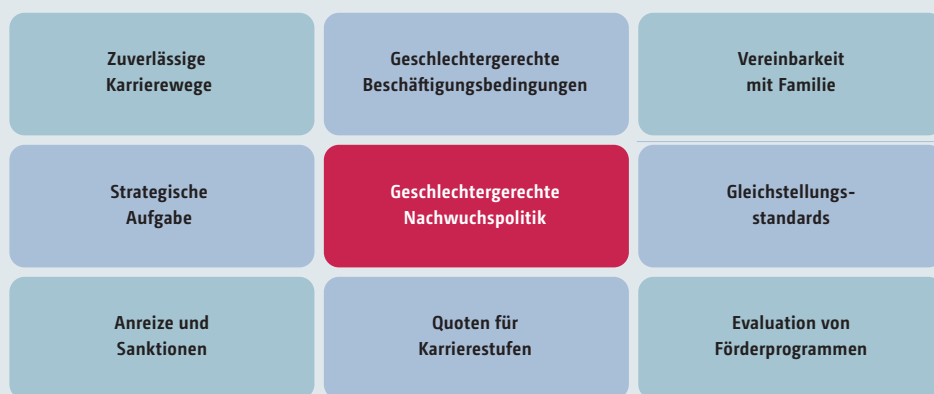 Zuverlässige
Karrierewege
Geschlechtergerechte
Beschäftigungsbedingungen
Vereinbarkeit
mit Familie
Strategische
Aufgabe
Geschlechtergerechte
Nachwuchspolitik
Gleichstellungs-
standards
Anreize und
Sanktionen
Quoten für
Karrierestufen
Evaluation von
Förderprogrammen